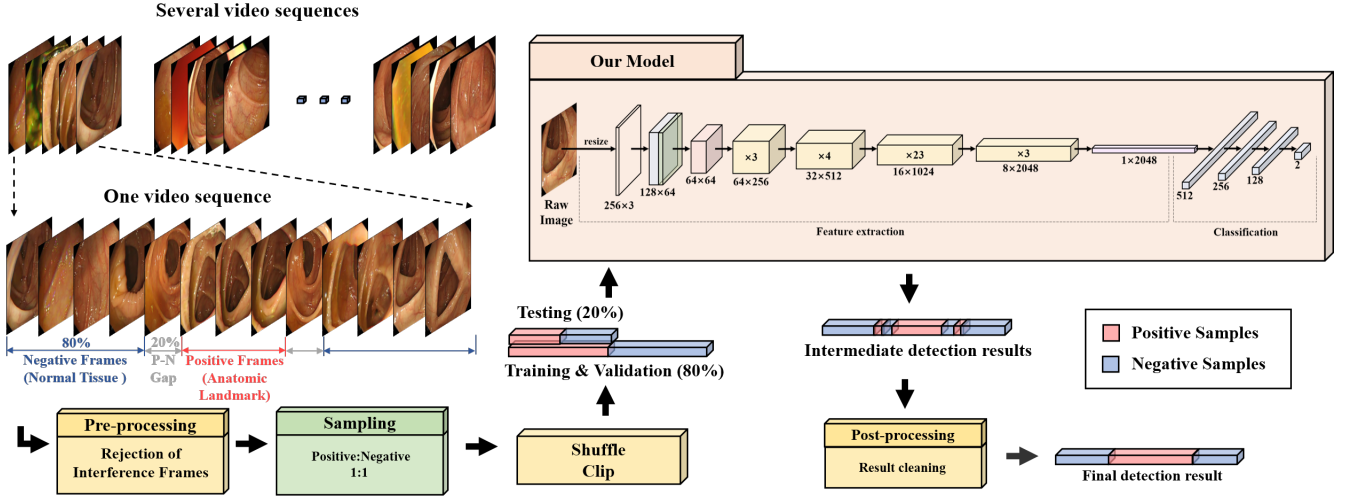 Several video sequences
One video sequence
80%
Negative Frames
(Normal Tissue )
20%
P-N
Gap
Positive Frames
(Anatomic
Landmark)
Pre-processing
Rejection of
Interference Frames
Sampling
Positive:Negative
1:1
Shuffle
Clip
Testing (20%)
Training & Validation (80%)
Our Model
Raw
Image
resize
256×3
128×64
64×64
×3
64×256
×4
32×512
×23
16×1024
×3
8×2048
1×2048
512
256
128
2
Feature extraction
Classification
Intermediate detection results
Positive Samples
Negative Samples
Post-processing
Result cleaning
Final detection result